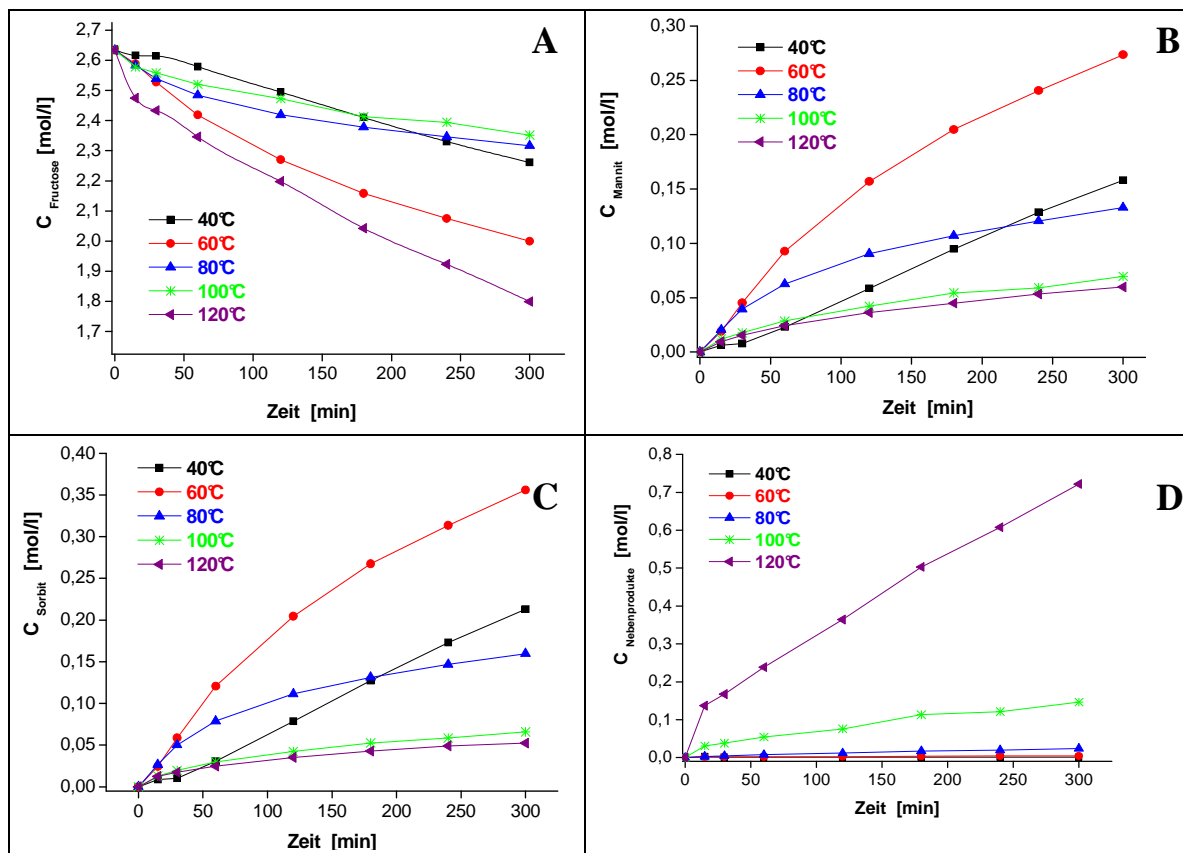 A
2,7
2,6
2,5
2,4
2,3
2,2
2,1
2,0
1,9
1,8
1,7
C Fructose [mol/l]
40°C
60°C
80°C
100°C
120°C
0 50 100 150 200 250 300
Zeit [min]
B
0,30
0,25
0,20
0,15
0,10
0,05
0,00
C Mannit [mol/l]
40°C
60°C
80°C
100°C
120°C
0 50 100 150 200 250 300
Zeit [min]
C
0,40
0,35
0,30
0,25
0,20
0,15
0,10
0,05
0,00
C Sorbit [mol/l]
40°C
60°C
80°C
100°C
120°C
0 50 100 150 200 250 300
Zeit [min]
D
0,8
0,7
0,6
0,5
0,4
0,3
0,2
0,1
0,0
C Nebenprodukte [mol/l]
40°C
60°C
80°C
100°C
120°C
0 50 100 150 200 250 300
Zeit [min]